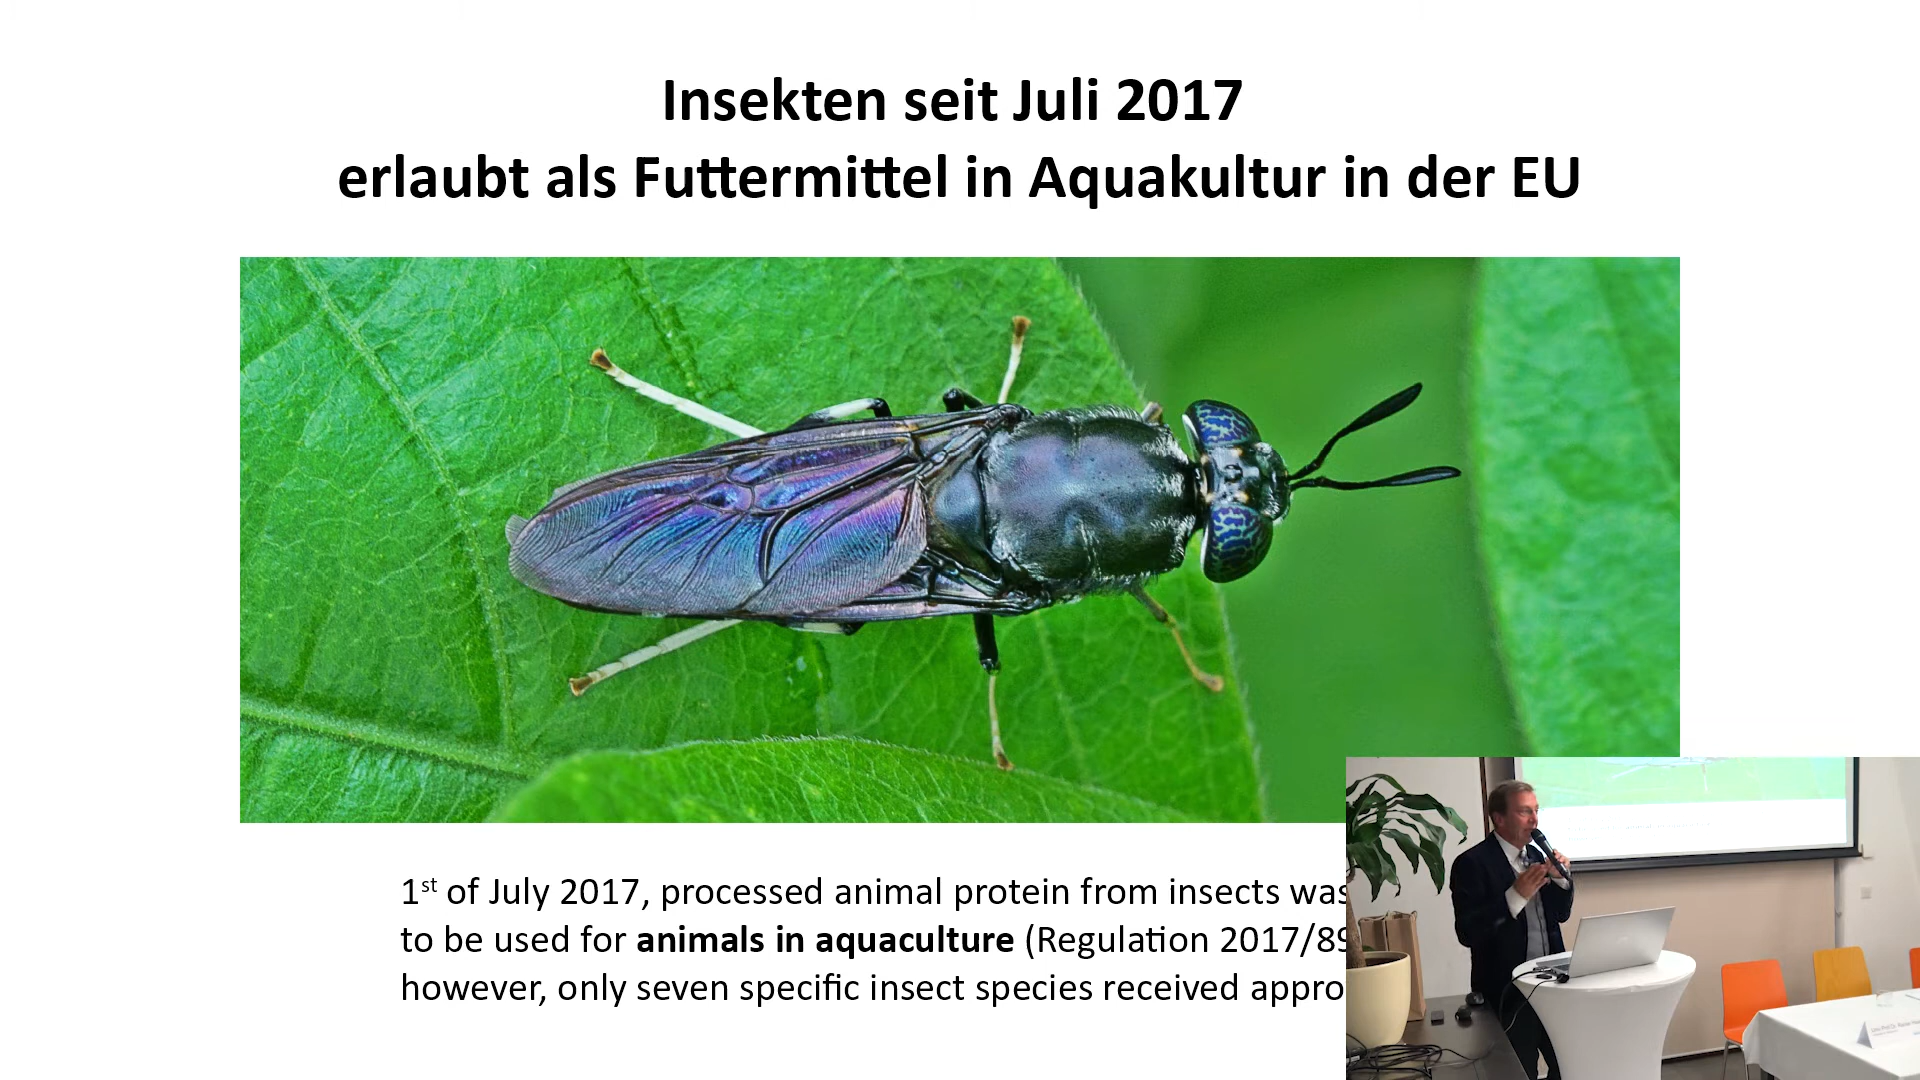 Insekten seit Juli 2017
erlaubt als Futtermittel in Aquakultur in der EU
1st of July 2017, processed animal protein from insects was
to be used for animals in aquaculture (Regulation 2017/89
however, only seven specific insect species received appro